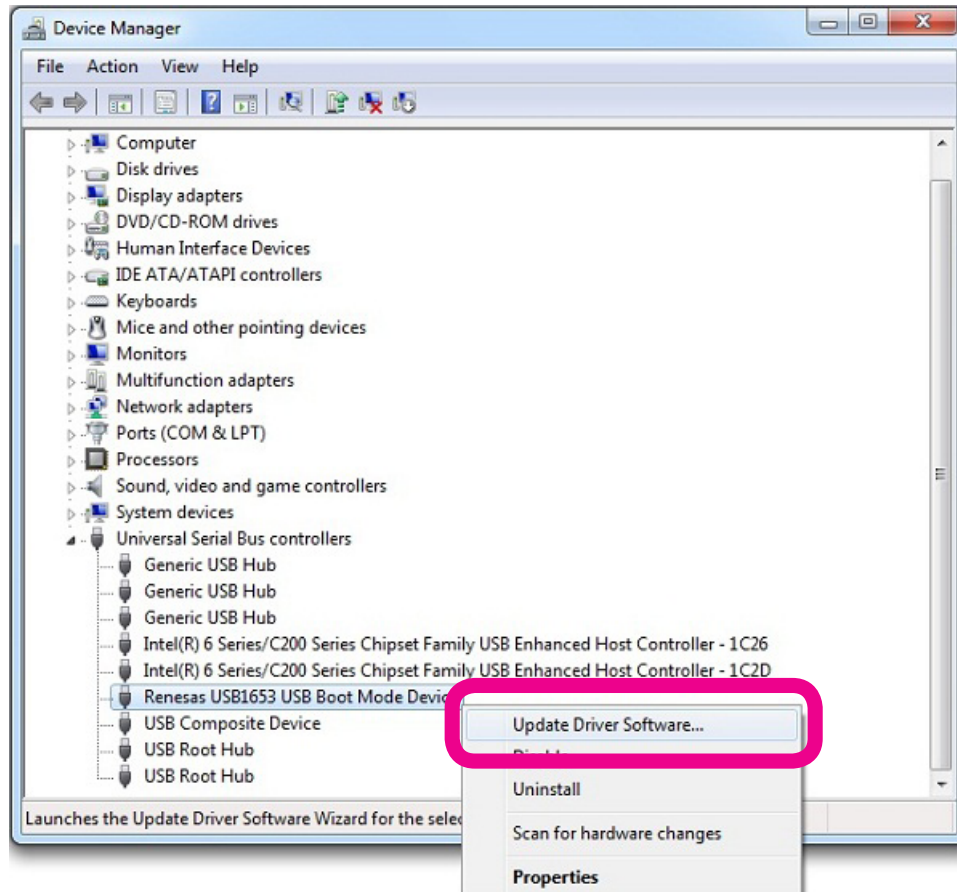 Device Manager
File Action View Help
Computer
Disk drives
Display adapters
DVD/CD-ROM drives
Human Interface Devices
IDE ATA/ATAPI controllers
Keyboards
Mice and other pointing devices
Monitors
Multifunction adapters
Network adapters
Ports (COM & LPT)
Processors
Sound, video and game controllers
System devices
Universal Serial Bus controllers
Generic USB Hub
Generic USB Hub
Generic USB Hub
Intel(R) 6 Series/C200 Series Chipset Family USB Enhanced Host Controller - 1C26
Intel(R) 6 Series/C200 Series Chipset Family USB Enhanced Host Controller - 1C2D
Renesas USB1653 USB Boot Mode
USB Composite Device
USB Root Hub
USB Root Hub
Update Driver Software...
Uninstall
Scan for hardware changes
Properties
Launches the Update Driver Software Wizard for the